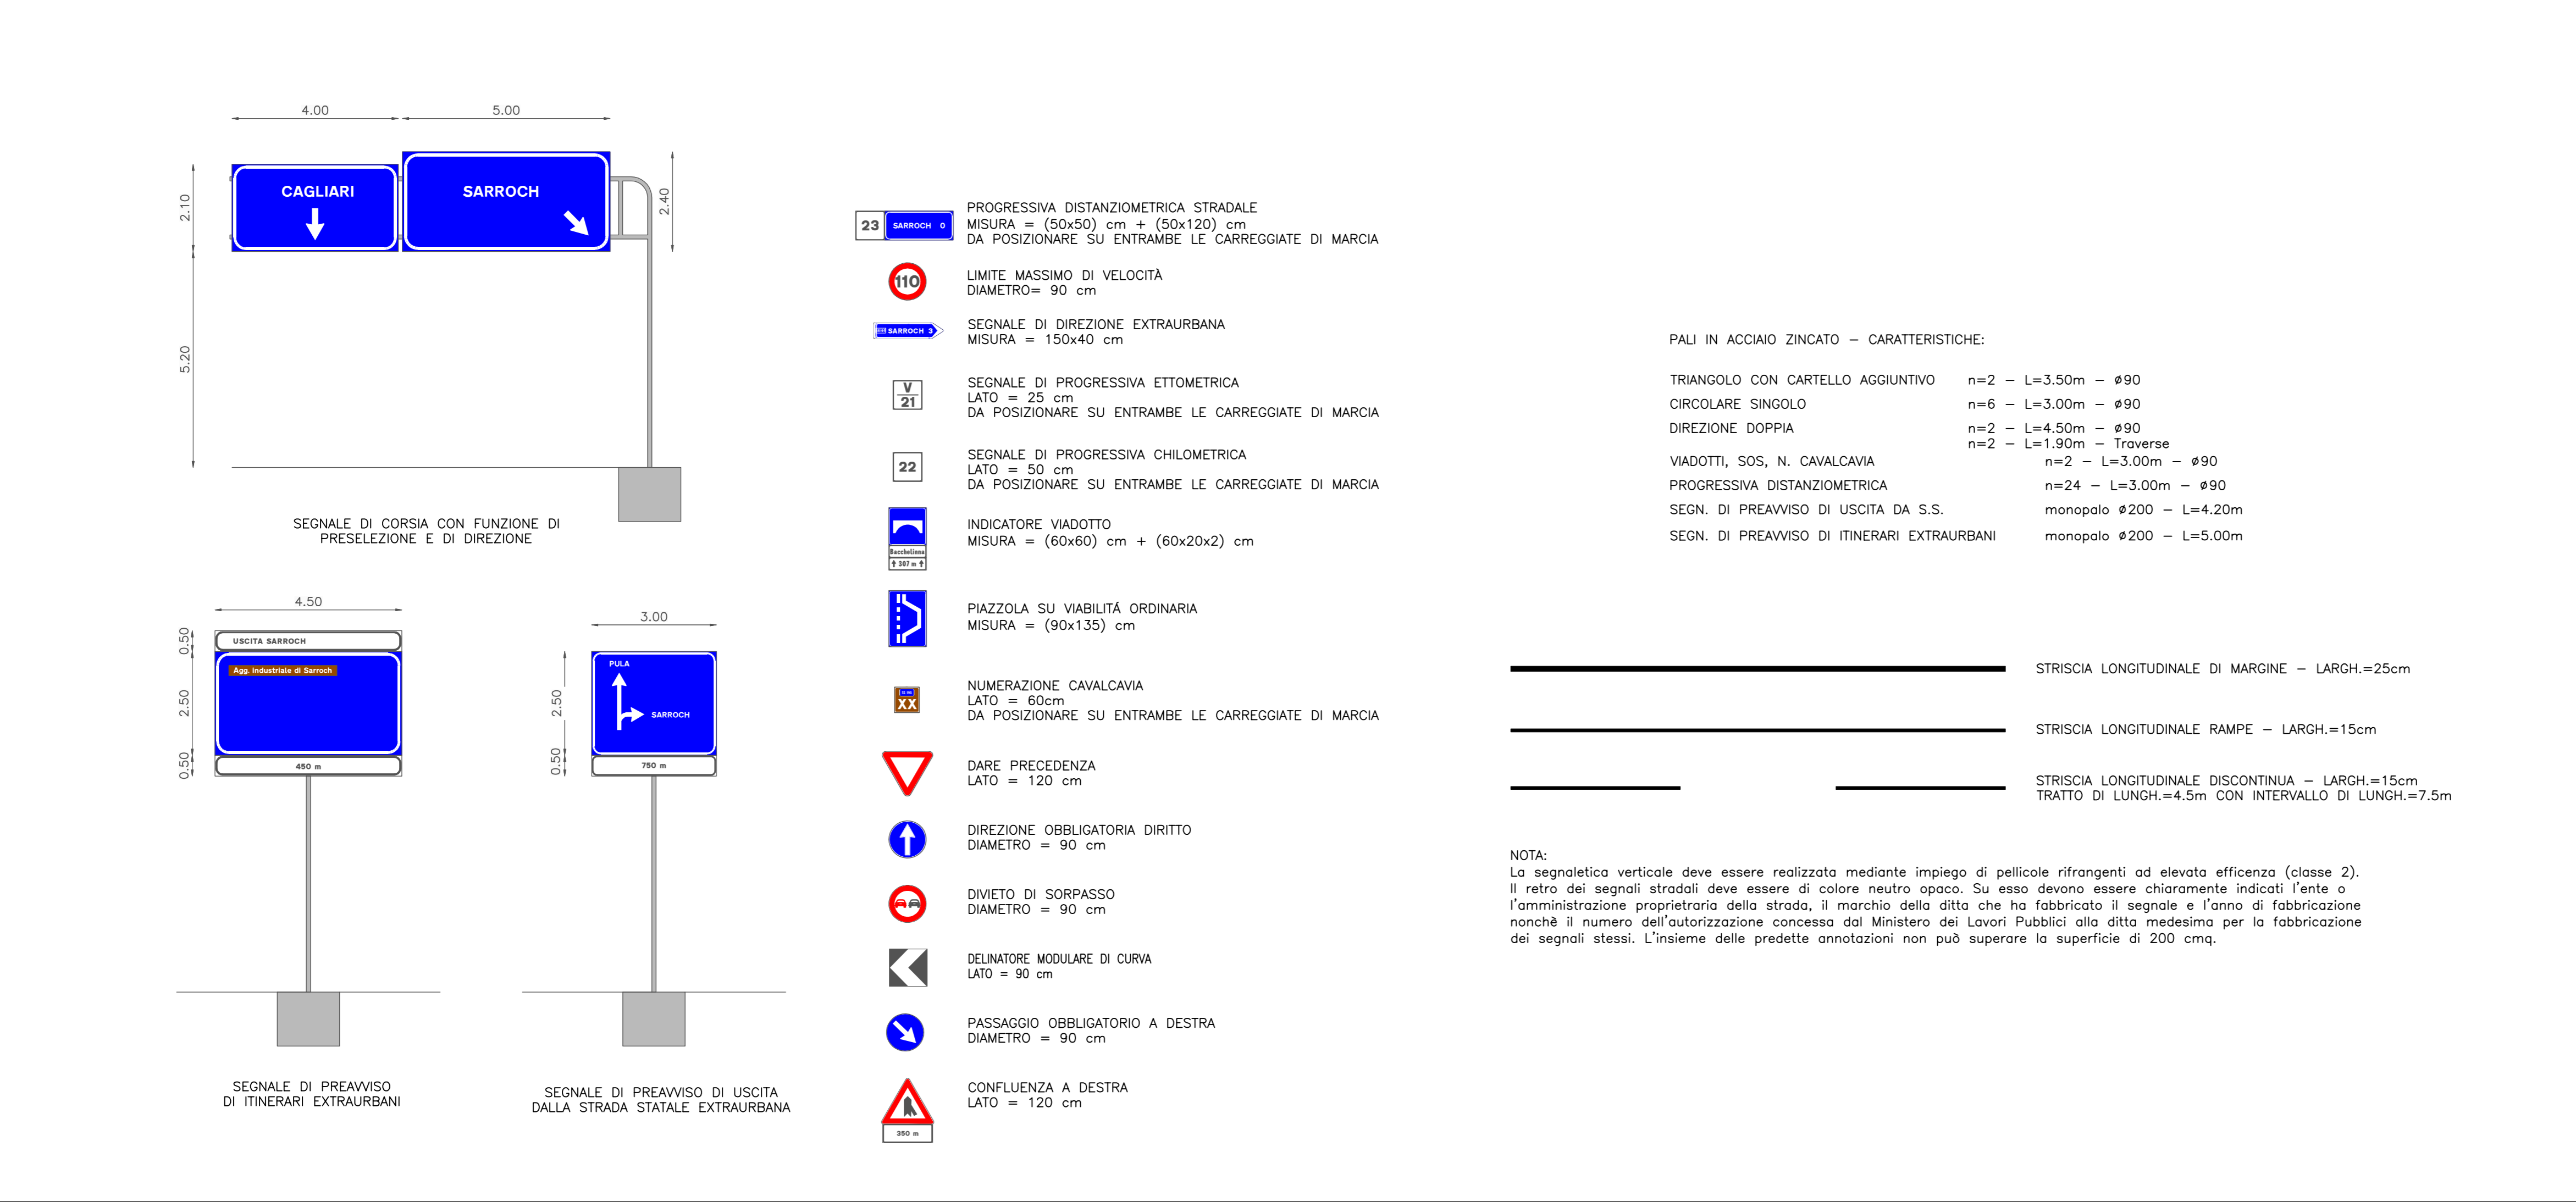 4.00
5.00
2.10
2.40
5.20
CAGLIARI
SARROCH
SEGNALE DI CORSIA CON FUNZIONE DI
PRESELEZIONE E DI DIREZIONE
4.50
0.50
2.50
0.50
USCITA SARROCH
Agg. Industriale di Sarroch
450 m
SEGNALE DI PREAVVISO
DI ITINERARI EXTRAURBANI
3.00
2.50
0.50
PULA
SARROCH
750 m
SEGNALE DI PREAVVISO DI USCITA
DALLA STRADA STATALE EXTRAURBANA
23 SARROCH 0
PROGRESSIVA DISTANZIOMETRICA STRADALE
MISURA = (50x50) cm + (50x120) cm
DA POSIZIONARE SU ENTRAMBE LE CARREGGIATE DI MARCIA
110
LIMITE MASSIMO DI VELOCITÀ
DIAMETRO= 90 cm
SARROCH 3
SEGNALE DI DIREZIONE EXTRAURBANA
MISURA = 150x40 cm
V
21
SEGNALE DI PROGRESSIVA ETTOMETRICA
LATO = 25 cm
DA POSIZIONARE SU ENTRAMBE LE CARREGGIATE DI MARCIA
22
SEGNALE DI PROGRESSIVA CHILOMETRICA
LATO = 50 cm
DA POSIZIONARE SU ENTRAMBE LE CARREGGIATE DI MARCIA
Bacchelinna
307 m
INDICATORE VIADOTTO
MISURA = (60x60) cm + (60x20x2) cm
PIAZZOLA SU VIABILITÁ ORDINARIA
MISURA = (90x135) cm
XX
NUMERAZIONE CAVALCAVIA
LATO = 60cm
DA POSIZIONARE SU ENTRAMBE LE CARREGGIATE DI MARCIA
DARE PRECEDENZA
LATO = 120 cm
DIREZIONE OBBLIGATORIA DIRITTO
DIAMETRO = 90 cm
DIVIETO DI SORPASSO
DIAMETRO = 90 cm
DELINATORE MODULARE DI CURVA
LATO = 90 cm
PASSAGGIO OBBLIGATORIO A DESTRA
DIAMETRO = 90 cm
CONFLUENZA A DESTRA
LATO = 120 cm
350 m
PALI IN ACCIAIO ZINCATO – CARATTERISTICHE:
TRIANGOLO CON CARTELLO AGGIUNTIVO n=2 – L=3.50m – ø90
CIRCOLARE SINGOLO n=6 – L=3.00m – ø90
DIREZIONE DOPPIA n=2 – L=4.50m – ø90
n=2 – L=1.90m – Traverse
VIADOTTI, SOS, N. CAVALCAVIA n=2 – L=3.00m – ø90
PROGRESSIVA DISTANZIOMETRICA n=24 – L=3.00m – ø90
SEGN. DI PREAVVISO DI USCITA DA S.S. monopalo ø200 – L=4.20m
SEGN. DI PREAVVISO DI ITINERARI EXTRAURBANI monopalo ø200 – L=5.00m
STRISCIA LONGITUDINALE DI MARGINE – LARGH.=25cm
STRISCIA LONGITUDINALE RAMPE – LARGH.=15cm
STRISCIA LONGITUDINALE DISCONTINUA – LARGH.=15cm
TRATTO DI LUNGH.=4.5m CON INTERVALLO DI LUNGH.=7.5m
NOTA:
La segnaletica verticale deve essere realizzata mediante impiego di pellicole rifrangenti ad elevata efficenza (classe 2).
Il retro dei segnali stradali deve essere di colore neutro opaco. Su esso devono essere chiaramente indicati l'ente o
l'amministrazione proprietraria della strada, il marchio della ditta che ha fabbricato il segnale e l'anno di fabbricazione
nonchè il numero dell'autorizzazione concessa dal Ministero dei Lavori Pubblici alla ditta medesima per la fabbricazione
dei segnali stessi. L'insieme delle predette annotazioni non può superare la superficie di 200 cmq.